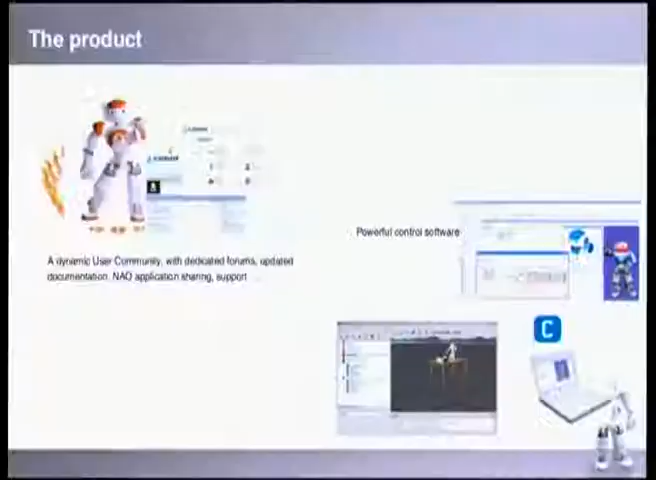 The product
A dynamic User Community, with dedicated forums, updated
documentation, NAO application sharing, support ...
Powerful control software
C